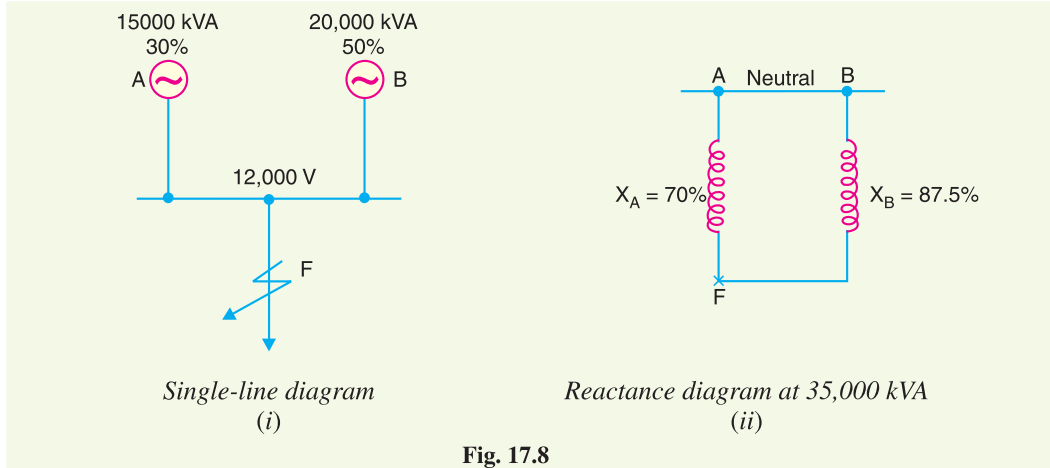 15000 kVA
30%
A
20,000 kVA
50%
B
12,000 V
F
Single-line diagram
(i)
A Neutral B
X_A = 70%
X_B = 87.5%
F
Reactance diagram at 35,000 kVA
(ii)
Fig. 17.8